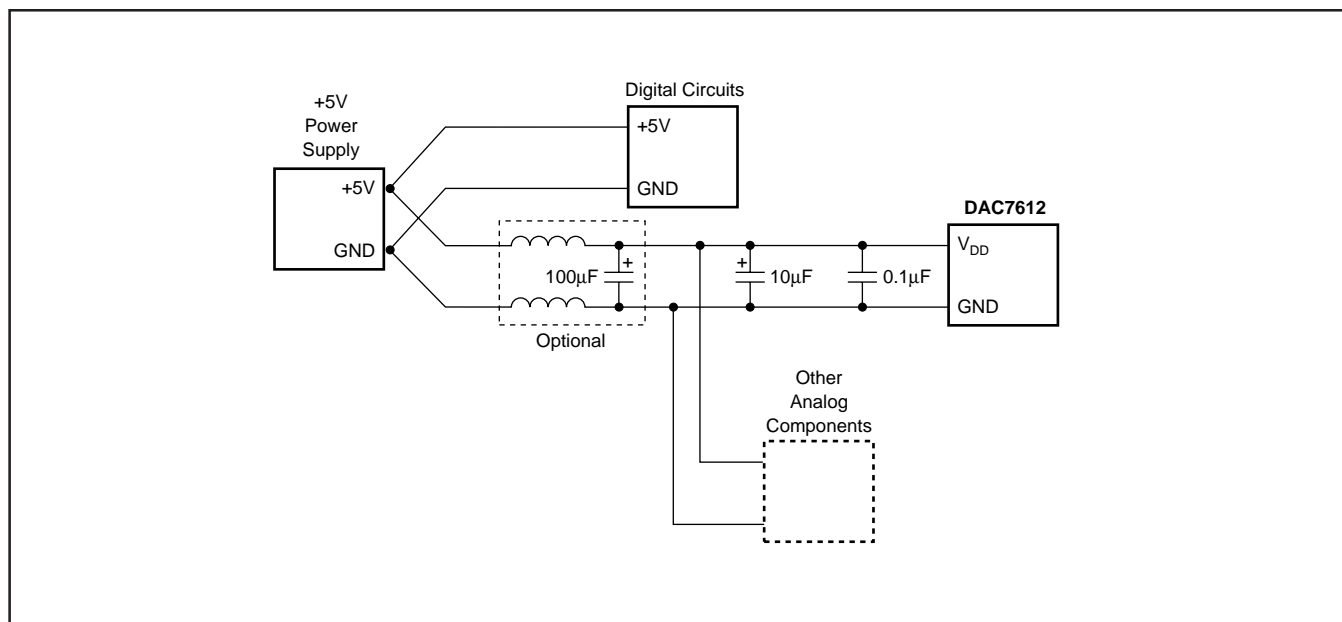 +5V
Power
Supply
+5V
GND
Digital Circuits
+5V
GND
100μF
+
Optional
+
10μF
0.1μF
DAC7612
VDD
GND
Other
Analog
Components